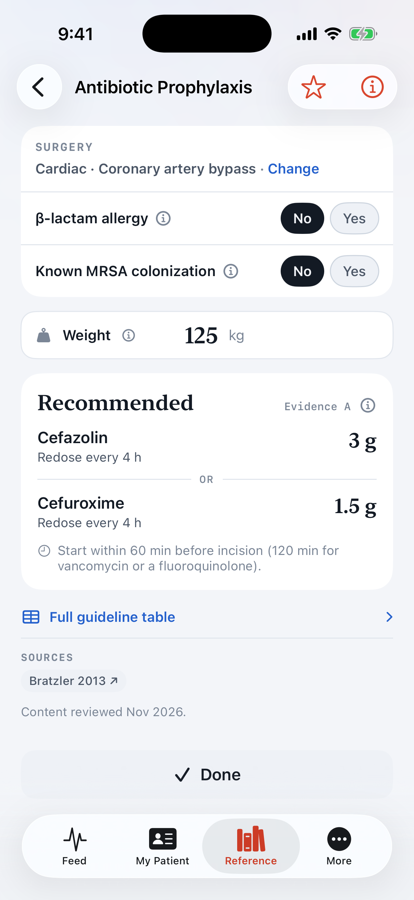 9:41
Antibiotic Prophylaxis
SURGERY
Cardiac · Coronary artery bypass · Change
β-lactam allergy No Yes
Known MRSA colonization No Yes
Weight 125 kg
Recommended Evidence A
Cefazolin 3 g
Redose every 4 h
OR
Cefuroxime 1.5 g
Redose every 4 h
Start within 60 min before incision (120 min for
vancomycin or a fluoroquinolone).
Full guideline table
SOURCES
Bratzler 2013 ↗
Content reviewed Nov 2026.
Done
Feed My Patient Reference More